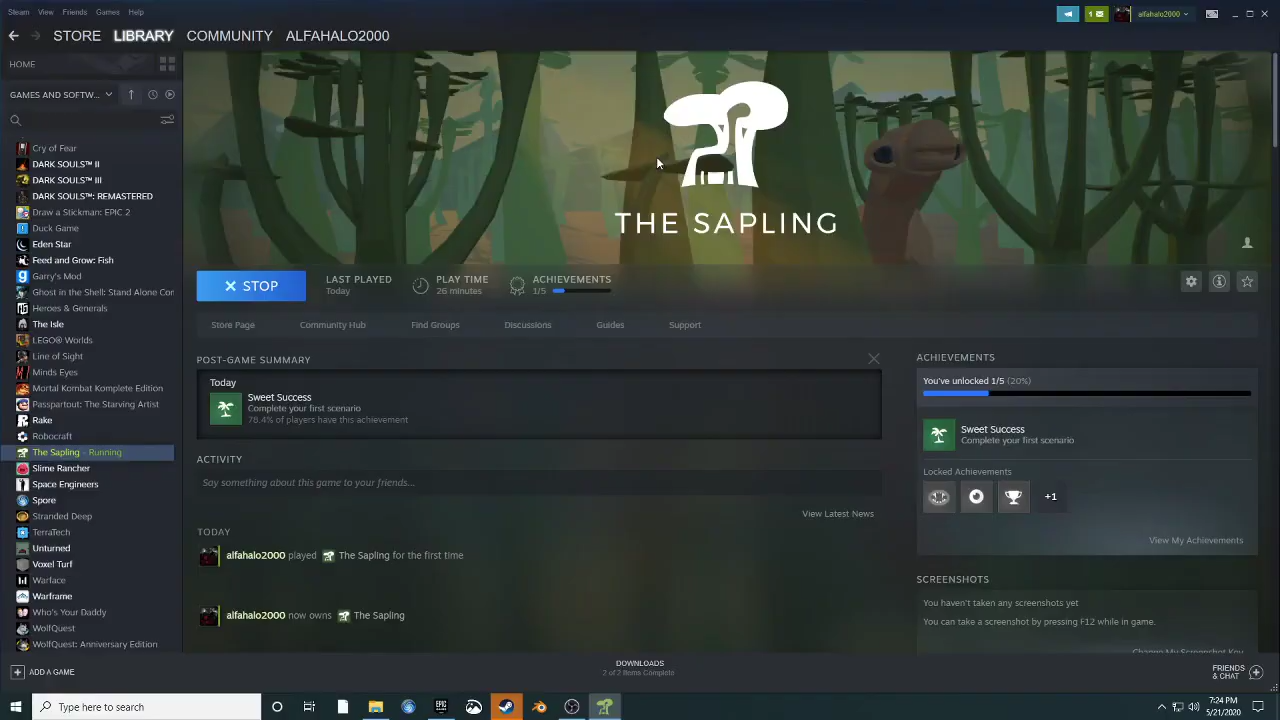 Steam View Friends Games Help
1
alfahalo2000
STORE LIBRARY COMMUNITY ALFAHALO2000
HOME
GAMES AND SOFTW...
Cry of Fear
DARK SOULS™ II
DARK SOULS™ III
DARK SOULS™: REMASTERED
Draw a Stickman: EPIC 2
Duck Game
Eden Star
Feed and Grow: Fish
Garry's Mod
Ghost in the Shell: Stand Alone Con
Heroes & Generals
The Isle
LEGO® Worlds
Line of Sight
Minds Eyes
Mortal Kombat Komplete Edition
Passpartout: The Starving Artist
Rake
Robocraft
The Sapling - Running
Slime Rancher
Space Engineers
Spore
Stranded Deep
TerraTech
Unturned
Voxel Turf
Warface
Warframe
Who's Your Daddy
WolfQuest
WolfQuest: Anniversary Edition
ADD A GAME
THE SAPLING
STOP
LAST PLAYED
Today
PLAY TIME
26 minutes
ACHIEVEMENTS
1/5
Store Page Community Hub Find Groups Discussions Guides Support
POST-GAME SUMMARY
Today
Sweet Success
Complete your first scenario
78.4% of players have this achievement
ACTIVITY
Say something about this game to your friends...
View Latest News
TODAY
alfahalo2000 played The Sapling for the first time
alfahalo2000 now owns The Sapling
ACHIEVEMENTS
You've unlocked 1/5 (20%)
Sweet Success
Complete your first scenario
Locked Achievements
+1
View My Achievements
SCREENSHOTS
You haven't taken any screenshots yet
You can take a screenshot by pressing F12 while in game.
Change My Screenshot Key
DOWNLOADS
2 of 2 Items Complete
FRIENDS
& CHAT
Type here to search
EPIC
7:24 PM
5/21/2020